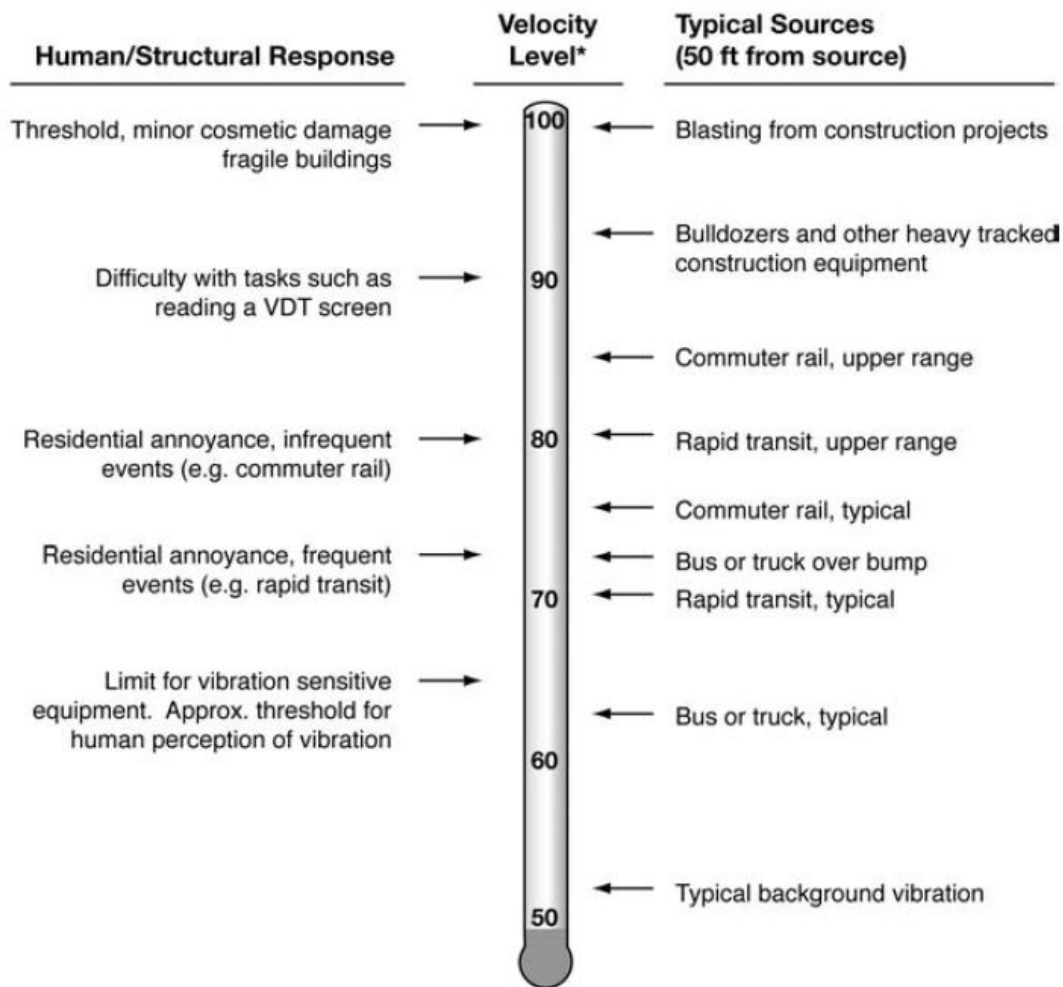 Human/Structural Response
Velocity
Level*
Typical Sources
(50 ft from source)
Threshold, minor cosmetic damage
fragile buildings
100
Blasting from construction projects
Bulldozers and other heavy tracked
construction equipment
Difficulty with tasks such as
reading a VDT screen
90
Commuter rail, upper range
Residential annoyance, infrequent
events (e.g. commuter rail)
80
Rapid transit, upper range
Commuter rail, typical
Residential annoyance, frequent
events (e.g. rapid transit)
Bus or truck over bump
70
Rapid transit, typical
Limit for vibration sensitive
equipment. Approx. threshold for
human perception of vibration
Bus or truck, typical
60
Typical background vibration
50